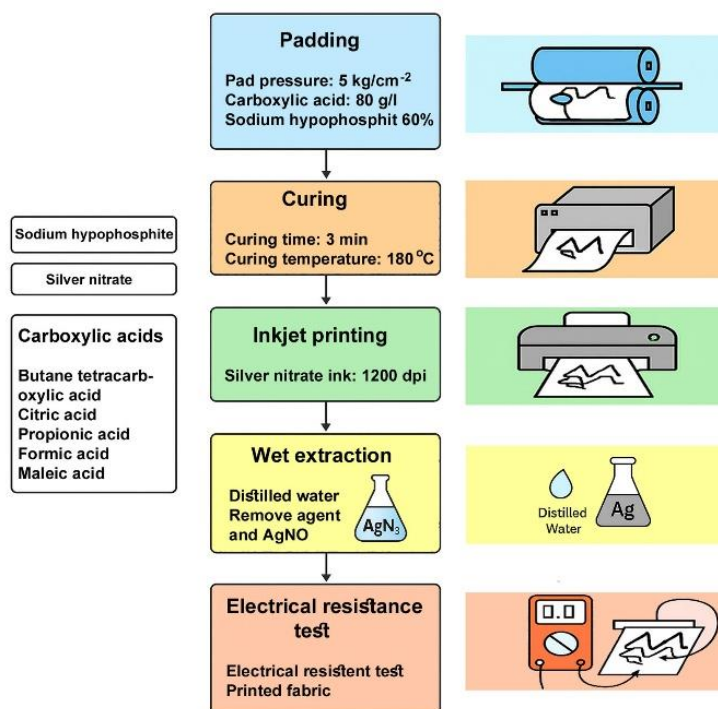 Padding
Pad pressure: 5 kg/cm⁻²
Carboxylic acid: 80 g/l
Sodium hypophosphit 60%
Curing
Curing time: 3 min
Curing temperature: 180 °C
Sodium hypophosphite
Silver nitrate
Carboxylic acids
Butane tetracarb-
oxylic acid
Citric acid
Propionic acid
Formic acid
Maleic acid
Inkjet printing
Silver nitrate ink: 1200 dpi
Wet extraction
Distilled water
Remove agent
and AgNO
AgN₃
Distilled
Water
Ag
Electrical resistance
test
Electrical resistent test
Printed fabric
0.0